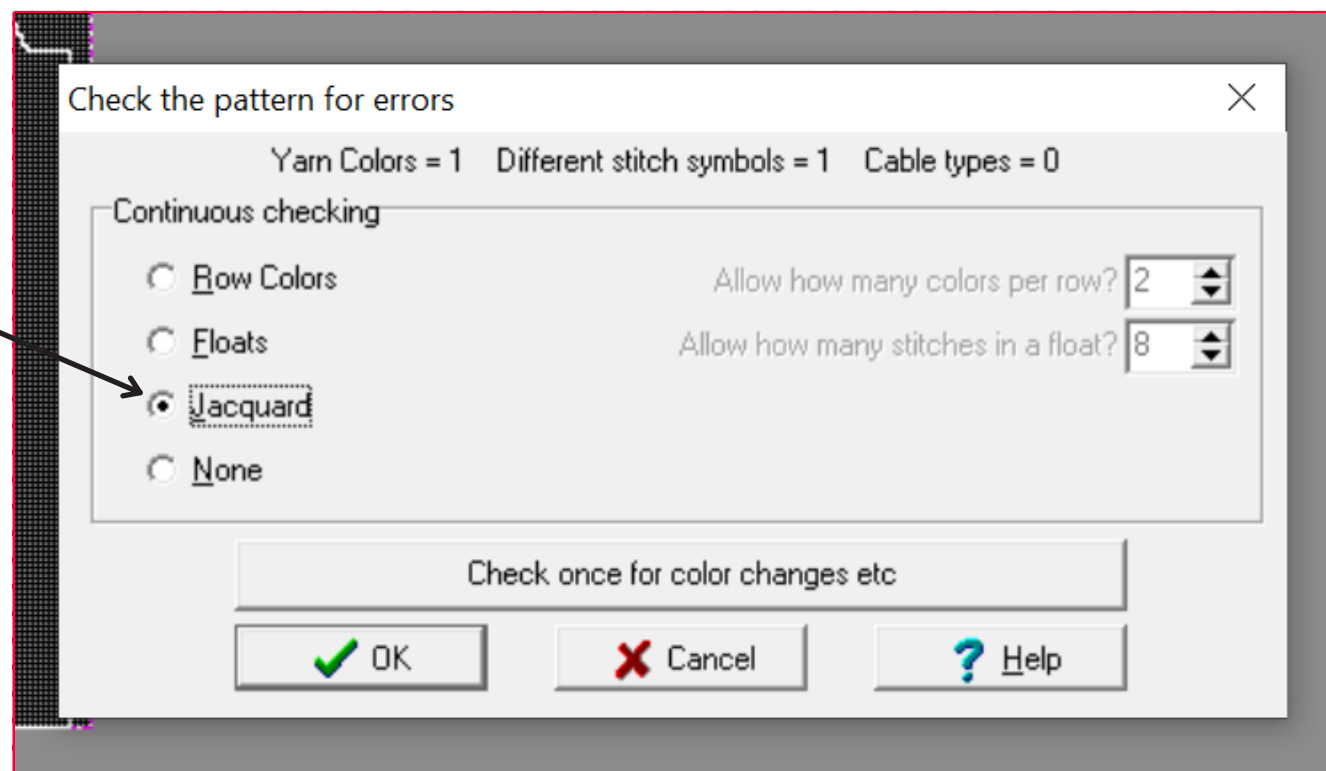 Check the pattern for errors
Yarn Colors = 1 Different stitch symbols = 1 Cable types = 0
Continuous checking
Row Colors Allow how many colors per row? 2
Floats Allow how many stitches in a float? 8
Jacquard
None
Check once for color changes etc
OK Cancel ? Help